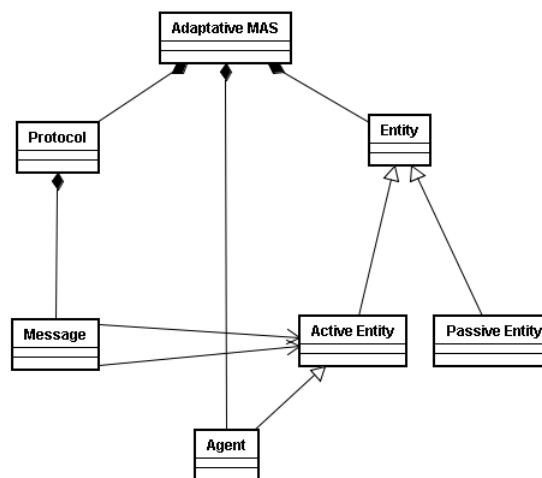 Adaptative MAS
Protocol
Entity
Message
Active Entity
Passive Entity
Agent